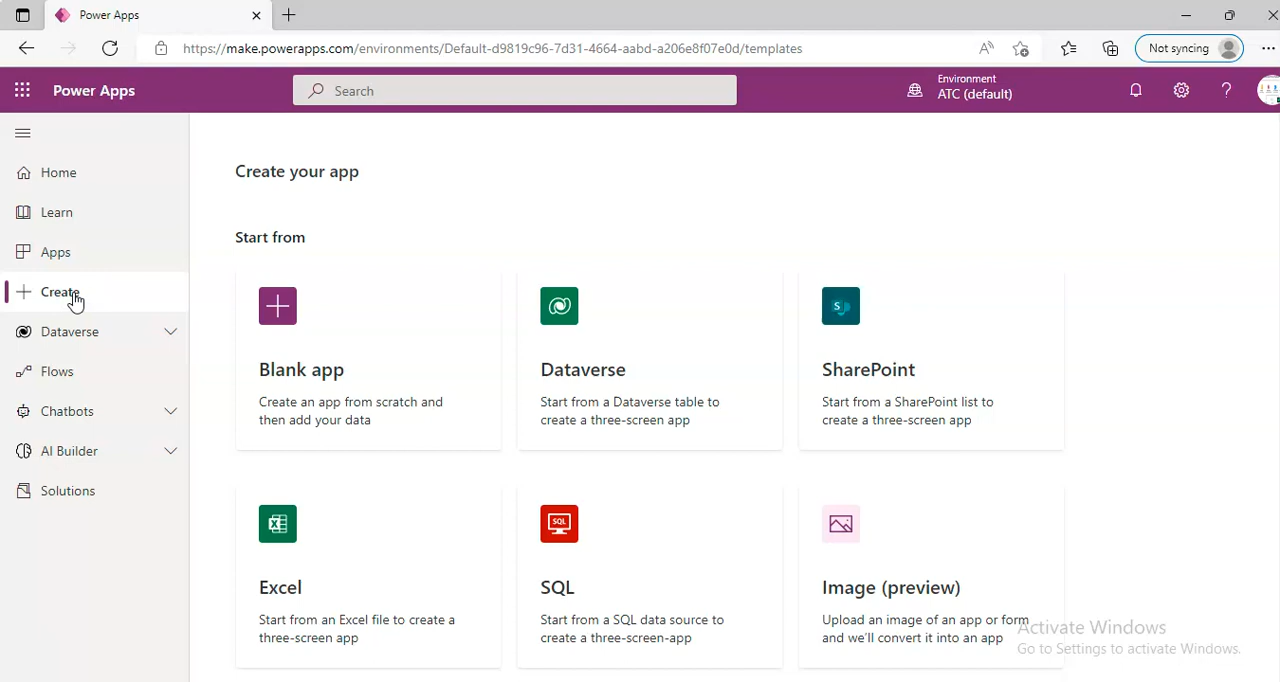 Power Apps
https://make.powerapps.com/environments/Default-d9819c96-7d31-4664-aabd-a206e8f07e0d/templates
Not syncing
Power Apps
Search
Environment
ATC (default)
Home
Learn
Apps
Create
Dataverse
Flows
Chatbots
AI Builder
Solutions
Create your app
Start from
Blank app
Create an app from scratch and
then add your data
Dataverse
Start from a Dataverse table to
create a three-screen app
S
SharePoint
Start from a SharePoint list to
create a three-screen app
Excel
Start from an Excel file to create a
three-screen app
SQL
SQL
Start from a SQL data source to
create a three-screen-app
Image (preview)
Upload an image of an app or form
and we'll convert it into an app
Activate Windows
Go to Settings to activate Windows.